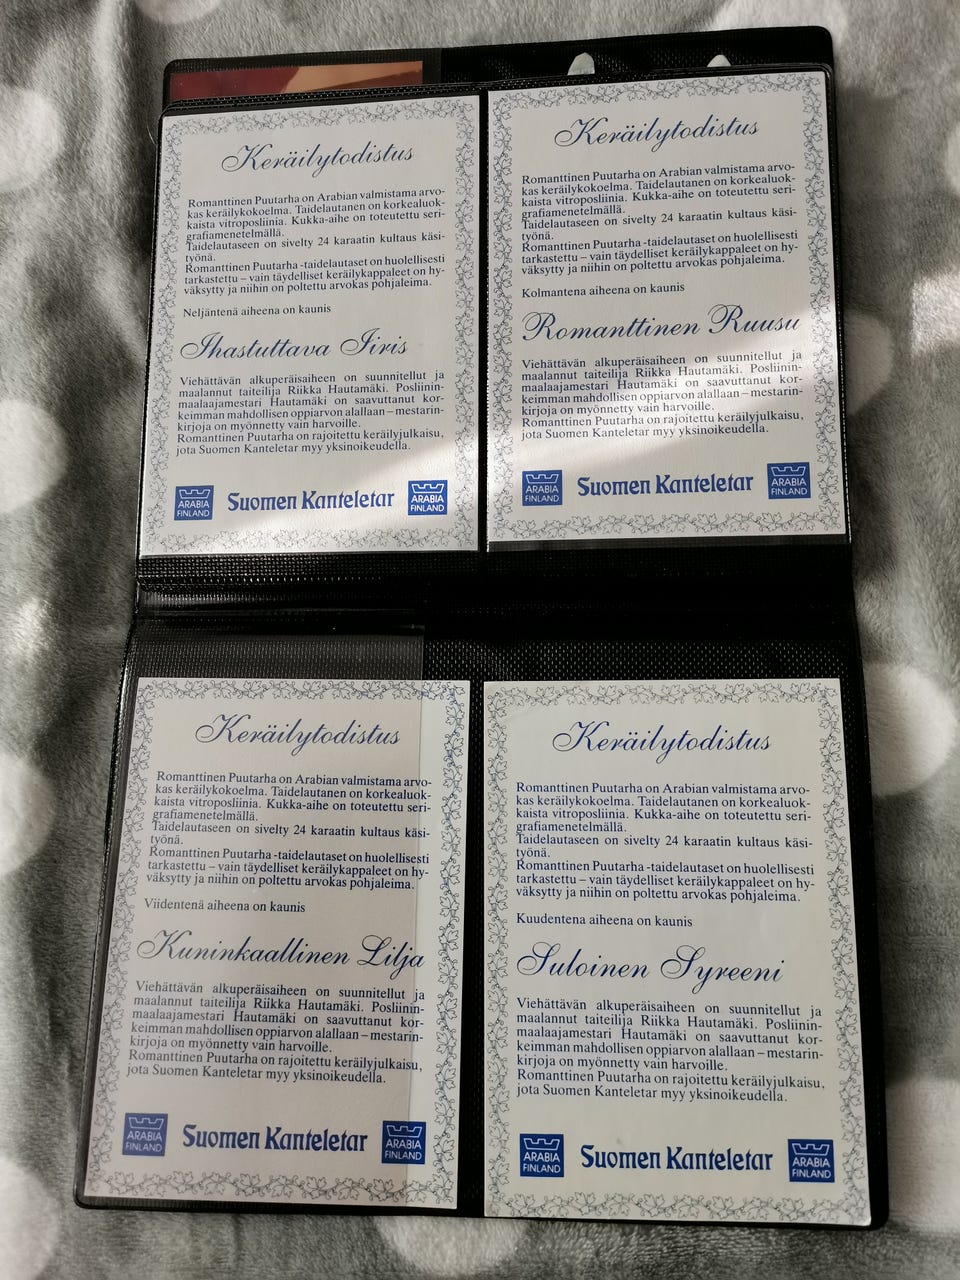 Keräilytodistus
Romanttinen Puutarha on Arabian valmistama arvo-
kas keräilykokoelma. Taidelautanen on korkealuok-
kaista vitroposliinia. Kukka-aihe on toteutettu seri-
grafiamenetelmällä.
Taidelautaseen on sivelty 24 karaatin kultaus käsi-
työnä.
Romanttinen Puutarha -taidelautaset on huolellisesti
tarkastettu – vain täydelliset keräilykappaleet on hy-
väksytty ja niihin on poltettu arvokas pohjaleima.
Neljäntenä aiheena on kaunis
Ihastuttava Iiris
Viehättävän alkuperäisaiheen on suunnitellut ja
maalannut taiteilija Riikka Hautamäki. Posliinin-
maalaajamestari Hautamäki on saavuttanut kor-
keimman mahdollisen oppiarvon alallaan – mestarin-
kirjoja on myönnetty vain harvoille.
Romanttinen Puutarha on rajoitettu keräilyjulkaisu,
jota Suomen Kanteletar myy yksinoikeudella.
ARABIA
FINLAND
Suomen Kanteletar
ARABIA
FINLAND
Keräilytodistus
Romanttinen Puutarha on Arabian valmistama arvo-
kas keräilykokoelma. Taidelautanen on korkealuok-
kaista vitroposliinia. Kukka-aihe on toteutettu seri-
grafiamenetelmällä.
Taidelautaseen on sivelty 24 karaatin kultaus käsi-
työnä.
Romanttinen Puutarha -taidelautaset on huolellisesti
tarkastettu – vain täydelliset keräilykappaleet on hy-
väksytty ja niihin on poltettu arvokas pohjaleima.
Kolmantena aiheena on kaunis
Romanttinen Ruusu
Viehättävän alkuperäisaiheen on suunnitellut ja
maalannut taiteilija Riikka Hautamäki. Posliinin-
maalaajamestari Hautamäki on saavuttanut kor-
keimman mahdollisen oppiarvon alallaan – mestarin-
kirjoja on myönnetty vain harvoille.
Romanttinen Puutarha on rajoitettu keräilyjulkaisu,
jota Suomen Kanteletar myy yksinoikeudella.
ARABIA
FINLAND
Suomen Kanteletar
ARABIA
FINLAND
Keräilytodistus
Romanttinen Puutarha on Arabian valmistama arvo-
kas keräilykokoelma. Taidelautanen on korkealuok-
kaista vitroposliinia. Kukka-aihe on toteutettu seri-
grafiamenetelmällä.
Taidelautaseen on sivelty 24 karaatin kultaus käsi-
työnä.
Romanttinen Puutarha -taidelautaset on huolellisesti
tarkastettu – vain täydelliset keräilykappaleet on hy-
väksytty ja niihin on poltettu arvokas pohjaleima.
Viidentenä aiheena on kaunis
Kuninkaallinen Lilja
Viehättävän alkuperäisaiheen on suunnitellut ja
maalannut taiteilija Riikka Hautamäki. Posliinin-
maalaajamestari Hautamäki on saavuttanut kor-
keimman mahdollisen oppiarvon alallaan – mestarin-
kirjoja on myönnetty vain harvoille.
Romanttinen Puutarha on rajoitettu keräilyjulkaisu,
jota Suomen Kanteletar myy yksinoikeudella.
ARABIA
FINLAND
Suomen Kanteletar
ARABIA
FINLAND
Keräilytodistus
Romanttinen Puutarha on Arabian valmistama arvo-
kas keräilykokoelma. Taidelautanen on korkealuok-
kaista vitroposliinia. Kukka-aihe on toteutettu seri-
grafiamenetelmällä.
Taidelautaseen on sivelty 24 karaatin kultaus käsi-
työnä.
Romanttinen Puutarha -taidelautaset on huolellisesti
tarkastettu – vain täydelliset keräilykappaleet on hy-
väksytty ja niihin on poltettu arvokas pohjaleima.
Kuudentena aiheena on kaunis
Suloinen Syreeni
Viehättävän alkuperäisaiheen on suunnitellut ja
maalannut taiteilija Riikka Hautamäki. Posliinin-
maalaajamestari Hautamäki on saavuttanut kor-
keimman mahdollisen oppiarvon alallaan – mestarin-
kirjoja on myönnetty vain harvoille.
Romanttinen Puutarha on rajoitettu keräilyjulkaisu,
jota Suomen Kanteletar myy yksinoikeudella.
ARABIA
FINLAND
Suomen Kanteletar
ARABIA
FINLAND